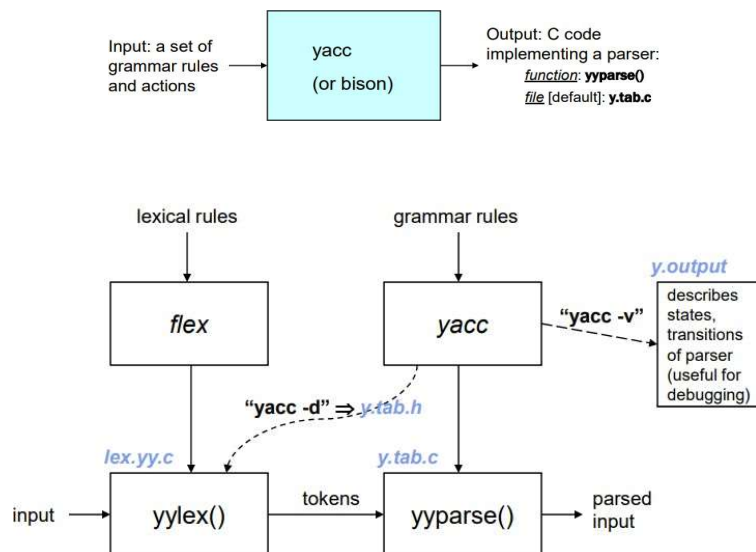 Input: a set of
grammar rules
and actions
yacc
(or bison)
Output: C code
implementing a parser:
function: yyparse()
file [default]: y.tab.c
lexical rules
grammar rules
flex
yacc
"yacc -v"
y.output
describes
states,
transitions
of parser
(useful for
debugging)
"yacc -d" ⇒ y.tab.h
lex.yy.c
y.tab.c
input
yylex()
tokens
yyparse()
parsed
input